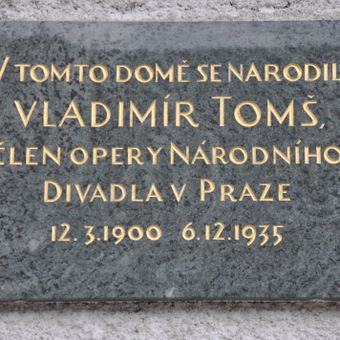 V TOMTO DOMĚ SE NARODIL
VLADIMÍR TOMŠ,
ČLEN OPERY NÁRODNÍHO
DIVADLA V PRAZE
12.3.1900 6.12.1935